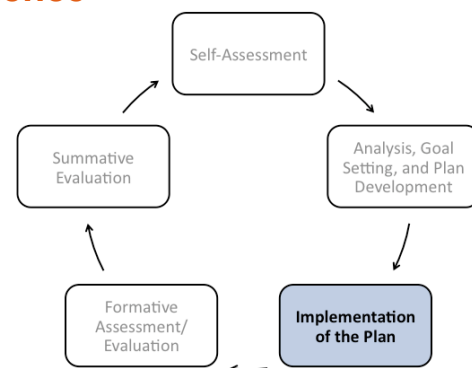 Self-Assessment
Analysis, Goal
Setting, and Plan
Development
Implementation
of the Plan
Formative
Assessment/
Evaluation
Summative
Evaluation